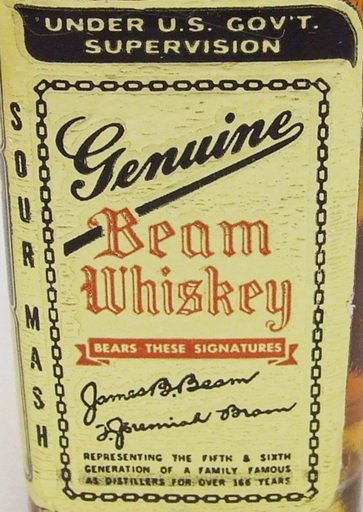 UNDER U.S. GOV'T.
SUPERVISION
SOUR MASH
Genuine
Beam
Whiskey
BEARS THESE SIGNATURES
James B. Beam
T. Jeremiah Beam
REPRESENTING THE FIFTH & SIXTH
GENERATION OF A FAMILY FAMOUS
AS DISTILLERS FOR OVER 166 YEARS